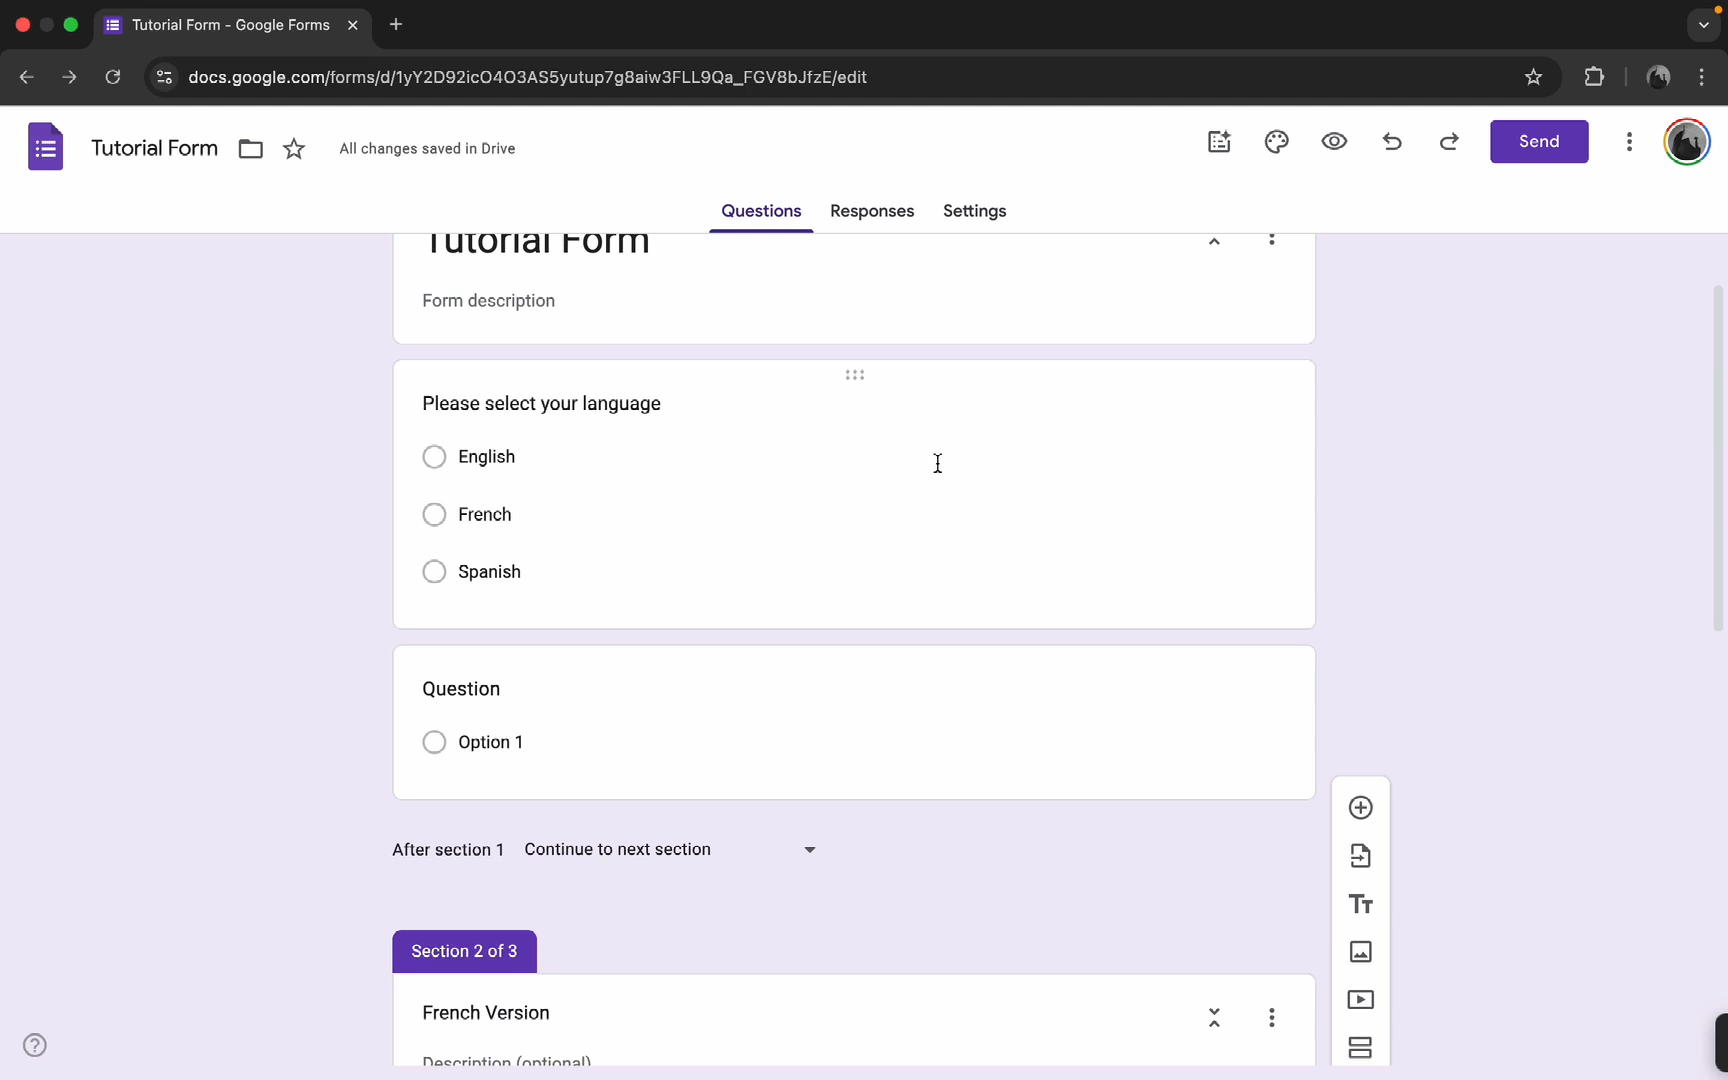 Tutorial Form - Google Forms
docs.google.com/forms/d/1yY2D92icO4O3AS5yutup7g8aiw3FLL9Qa_FGV8bJfzE/edit
Tutorial Form
All changes saved in Drive
Send
Questions
Responses
Settings
Tutorial Form
Form description
Please select your language
English
French
Spanish
Question
Option 1
After section 1
Continue to next section
Section 2 of 3
French Version
Description (optional)